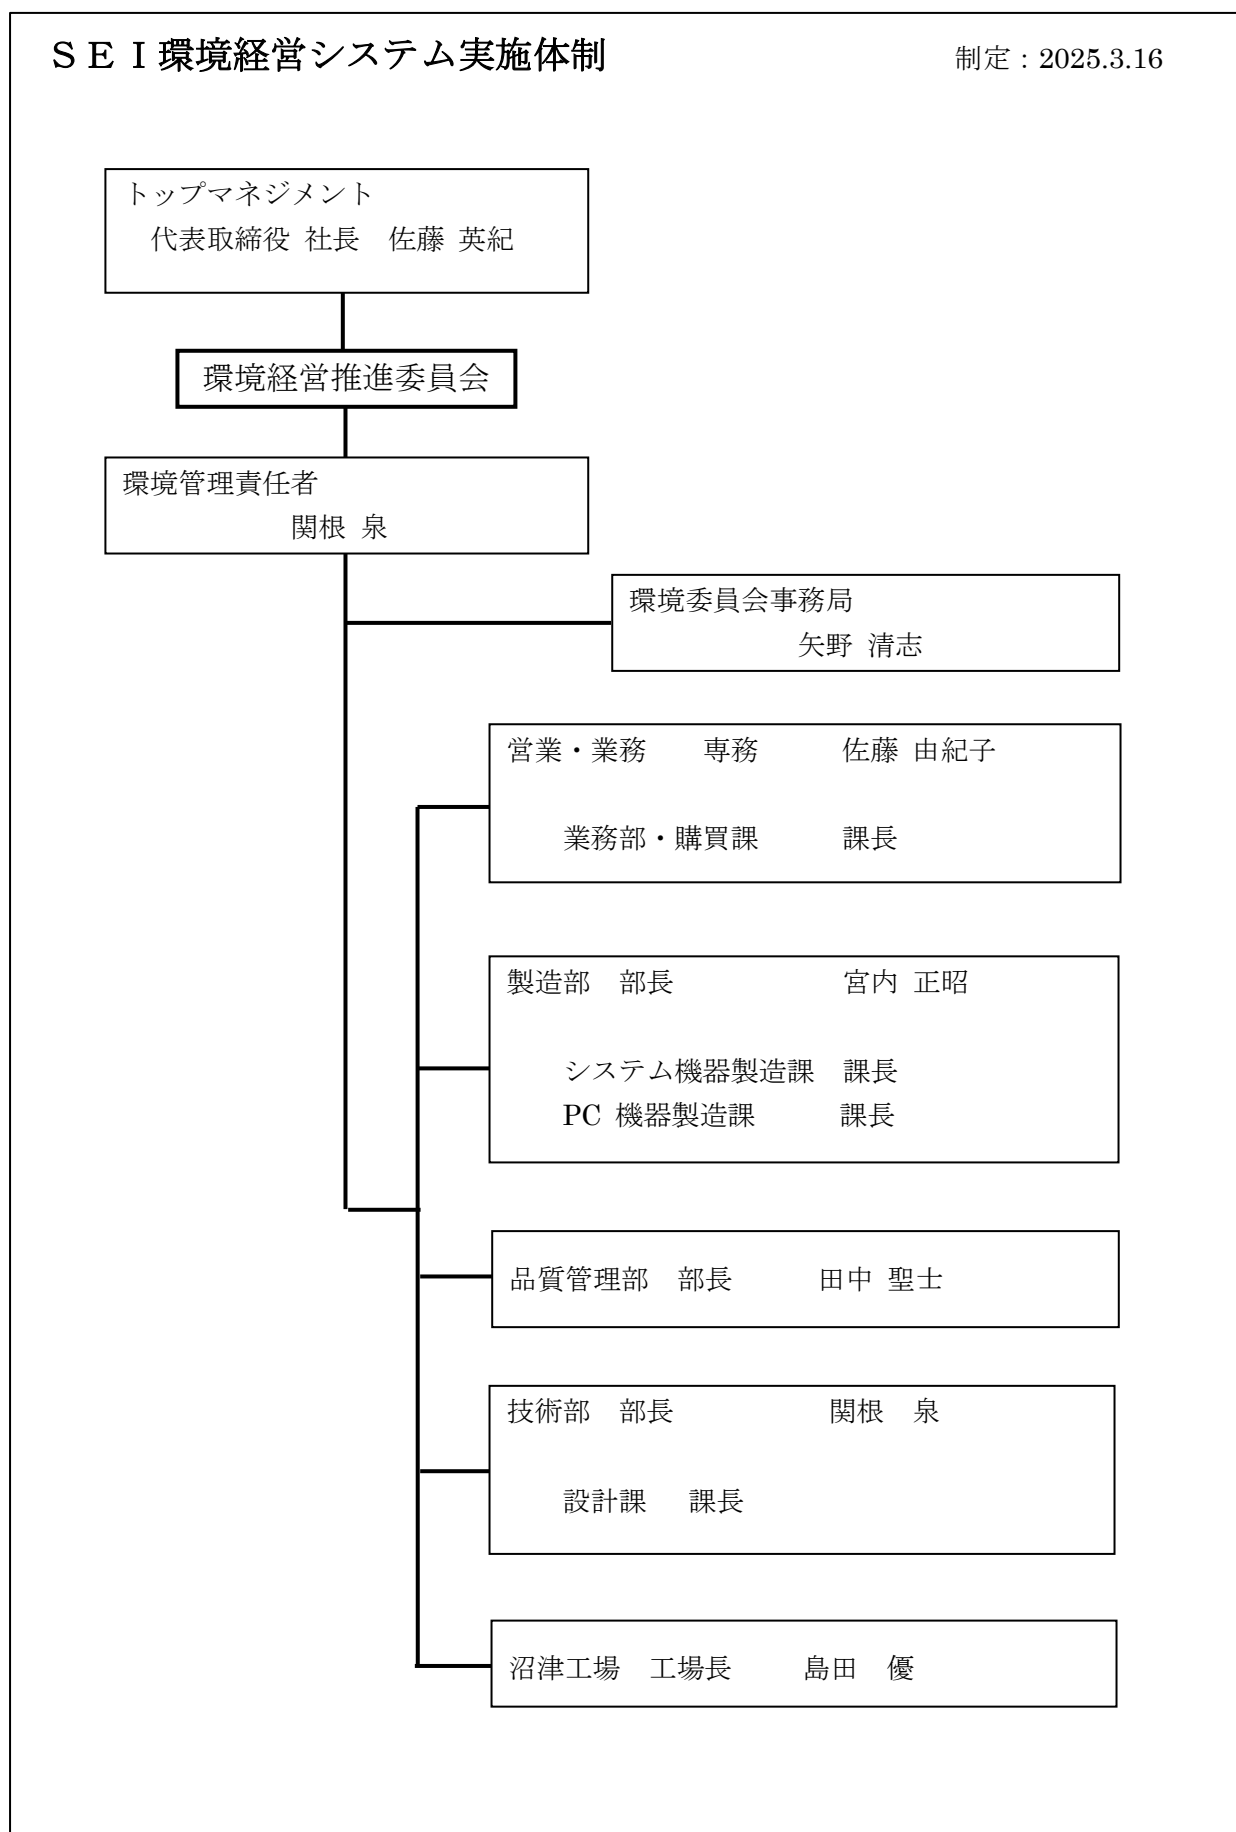 ＳＥＩ環境経営システム実施体制　制定：2025.3.16
トップマネジメント
代表取締役 社長　佐藤 英紀
環境経営推進委員会
環境管理責任者
関根 泉
環境委員会事務局
矢野 清志
営業・業務　　専務　　　佐藤 由紀子
業務部・購買課　　　課長
製造部　部長　　　　　　宮内 正昭
システム機器製造課　課長
PC 機器製造課　　　課長
品質管理部　部長　　　田中 聖士
技術部　部長　　　　　関根　泉
設計課　課長
沼津工場　工場長　　　島田　優